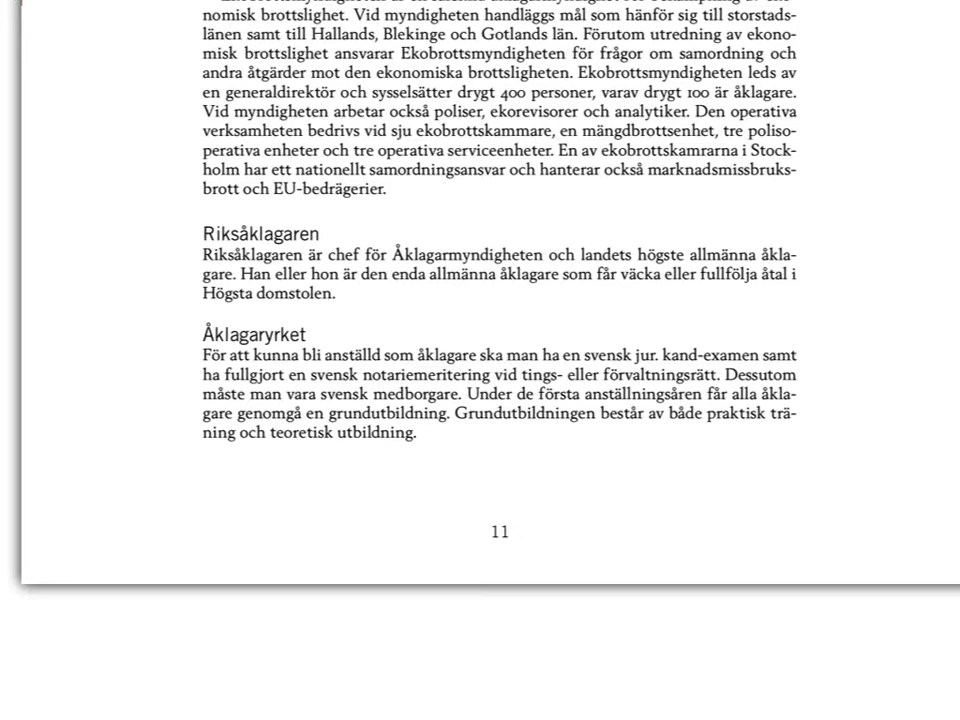 nomisk brottslighet. Vid myndigheten handläggs mål som hänför sig till storstads-
länen samt till Hallands, Blekinge och Gotlands län. Förutom utredning av ekono-
misk brottslighet ansvarar Ekobrottsmyndigheten för frågor om samordning och
andra åtgärder mot den ekonomiska brottsligheten. Ekobrottsmyndigheten leds av
en generaldirektör och sysselsätter drygt 400 personer, varav drygt 100 är åklagare.
Vid myndigheten arbetar också poliser, ekorevisorer och analytiker. Den operativa
verksamheten bedrivs vid sju ekobrottskammare, en mängdbrottsenhet, tre poliso-
perativa enheter och tre operativa serviceenheter. En av ekobrottskamrarna i Stock-
holm har ett nationellt samordningsansvar och hanterar också marknadsmissbruks-
brott och EU-bedrägerier.
Riksåklagaren
Riksåklagaren är chef för Åklagarmyndigheten och landets högste allmänna åkla-
gare. Han eller hon är den enda allmänna åklagare som får väcka eller fullfölja åtal i
Högsta domstolen.
Åklagaryrket
För att kunna bli anställd som åklagare ska man ha en svensk jur. kand-examen samt
ha fullgjort en svensk notariemeritering vid tings- eller förvaltningsrätt. Dessutom
måste man vara svensk medborgare. Under de första anställningsåren får alla åkla-
gare genomgå en grundutbildning. Grundutbildningen består av både praktisk trä-
ning och teoretisk utbildning.
11